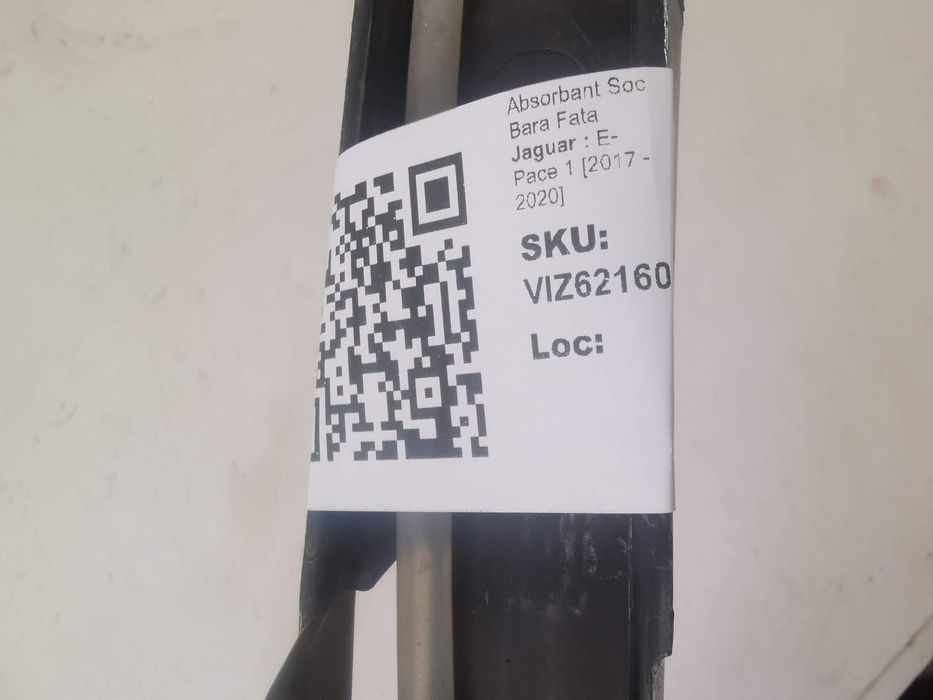 Absorbant Soc
Bara Fata
Jaguar : E-
Pace 1 [2017 -
2020]
SKU:
VIZ62160
Loc: